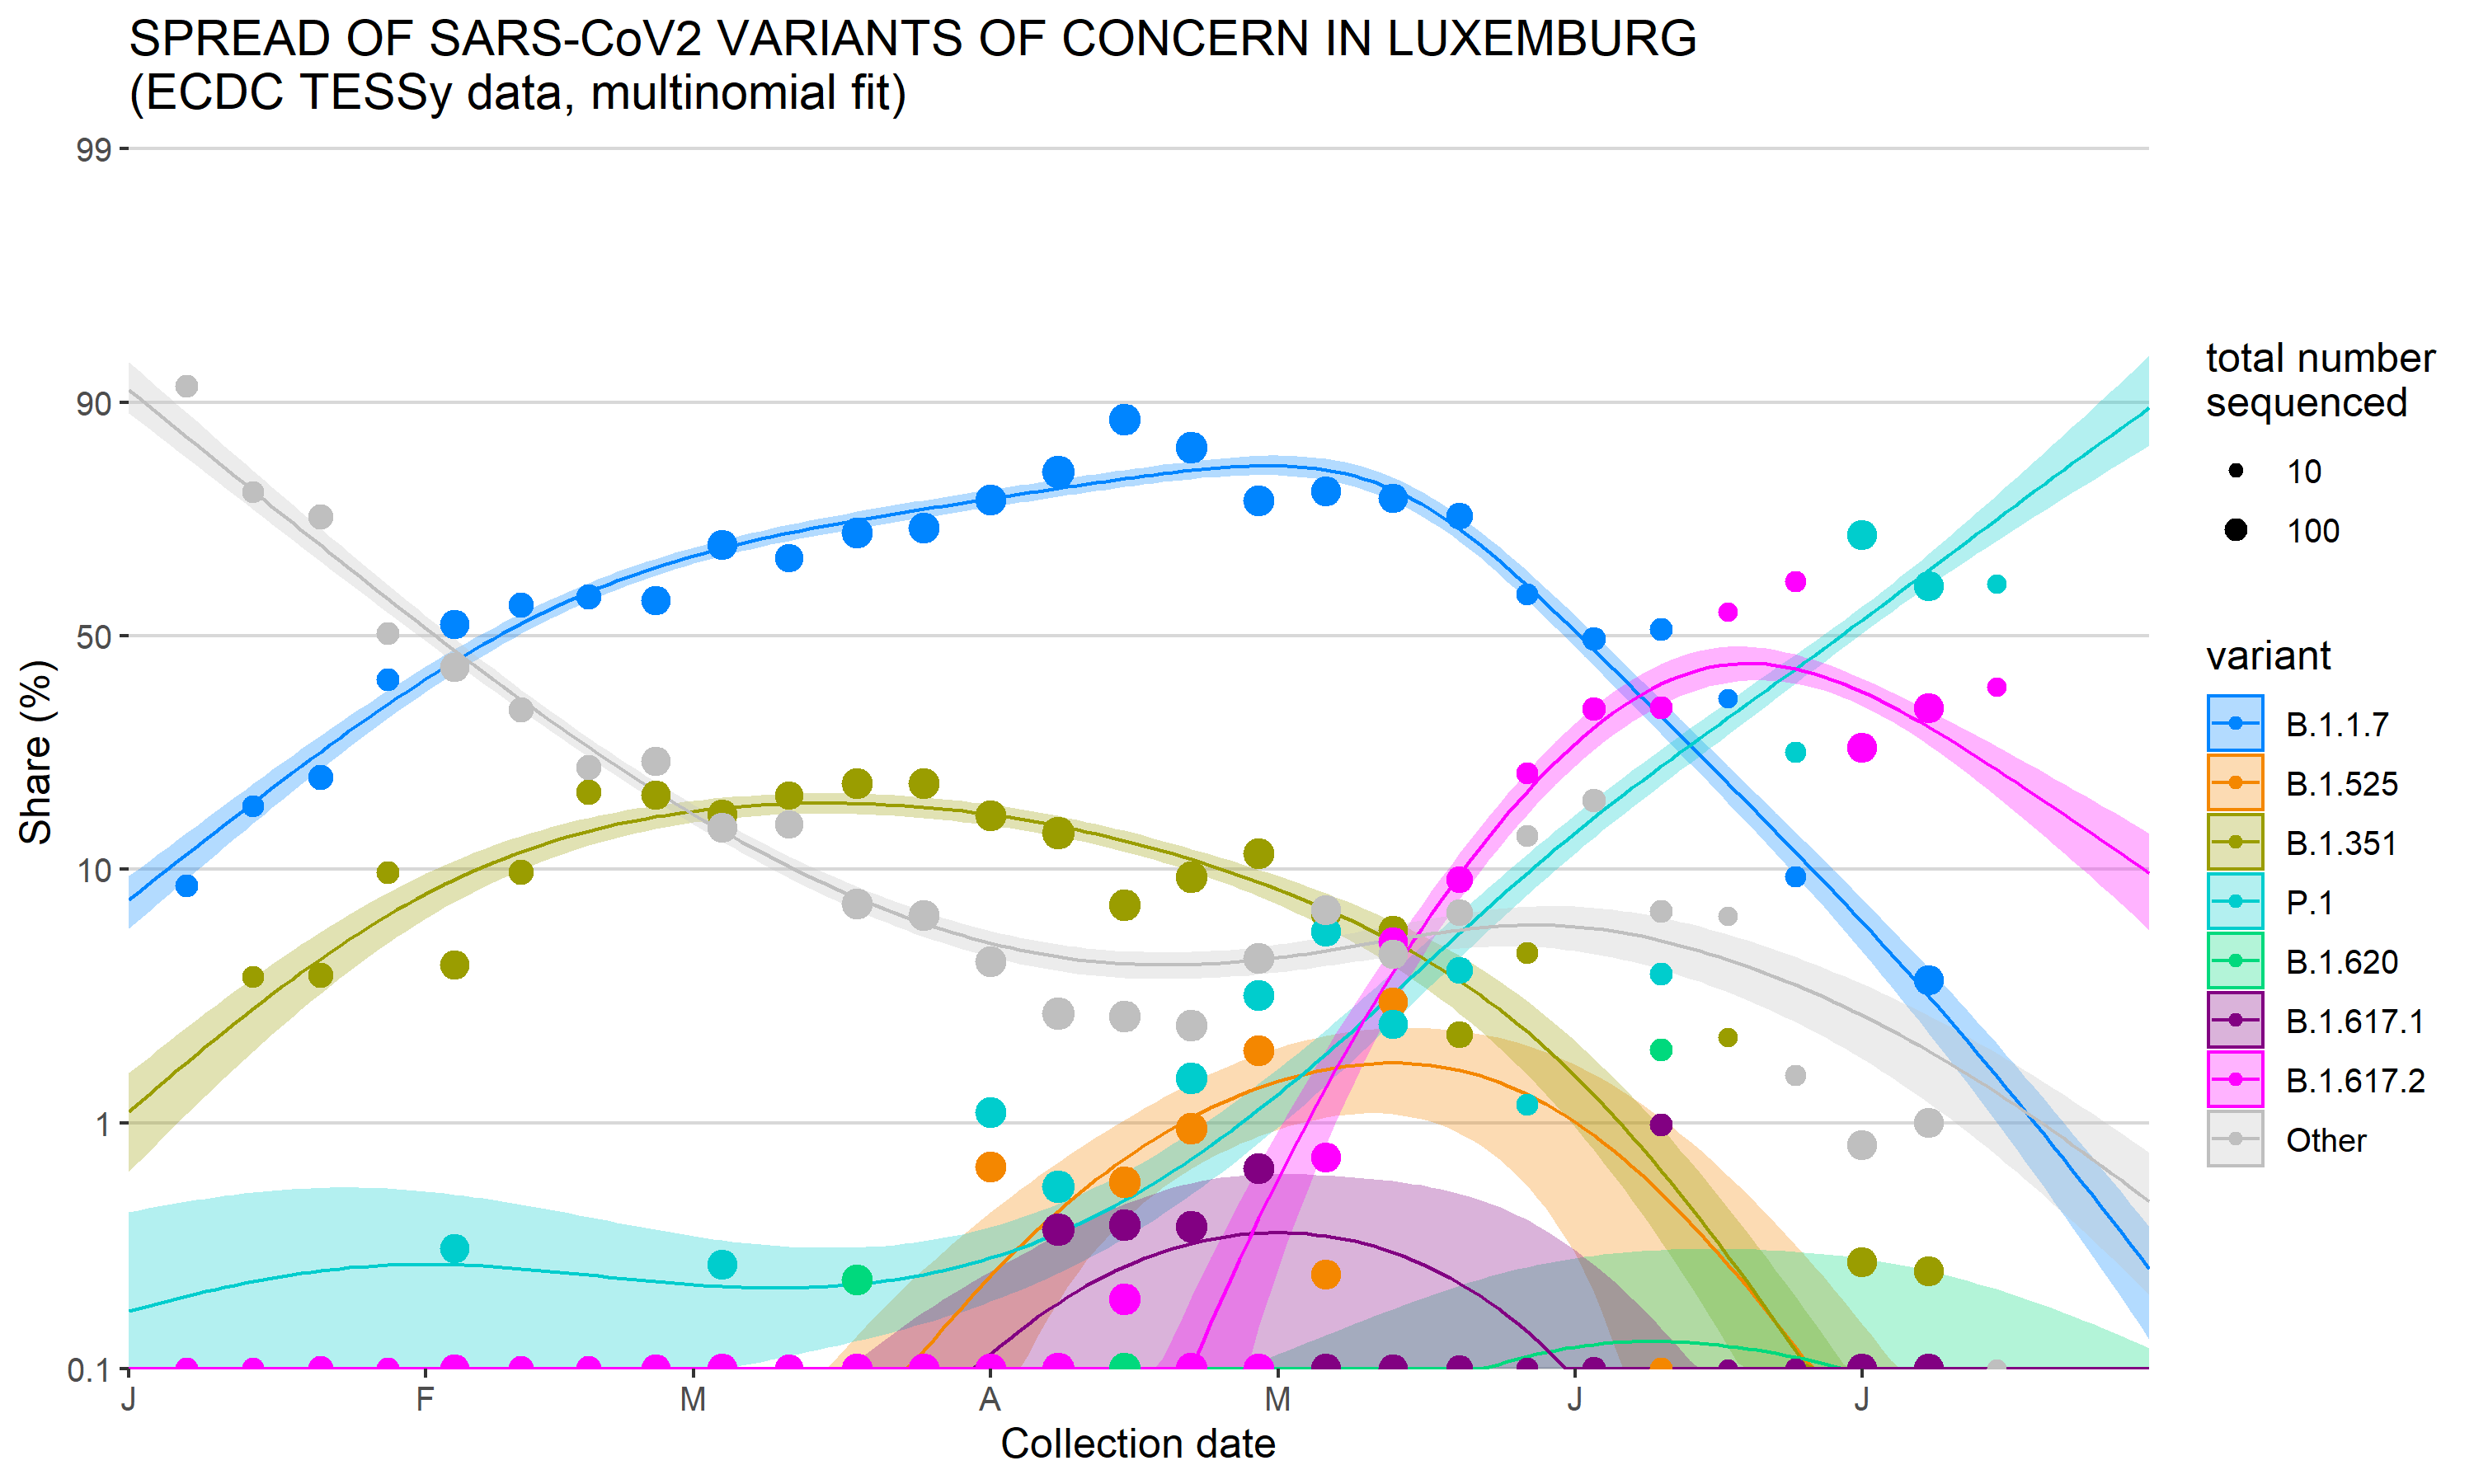 SPREAD OF SARS-CoV2 VARIANTS OF CONCERN IN LUXEMBURG
(ECDC TESSy data, multinomial fit)
Share (%)
99
90
50
10
1
0.1
J F M A M J J
Collection date
total number
sequenced
10
100
variant
B.1.1.7
B.1.525
B.1.351
P.1
B.1.620
B.1.617.1
B.1.617.2
Other